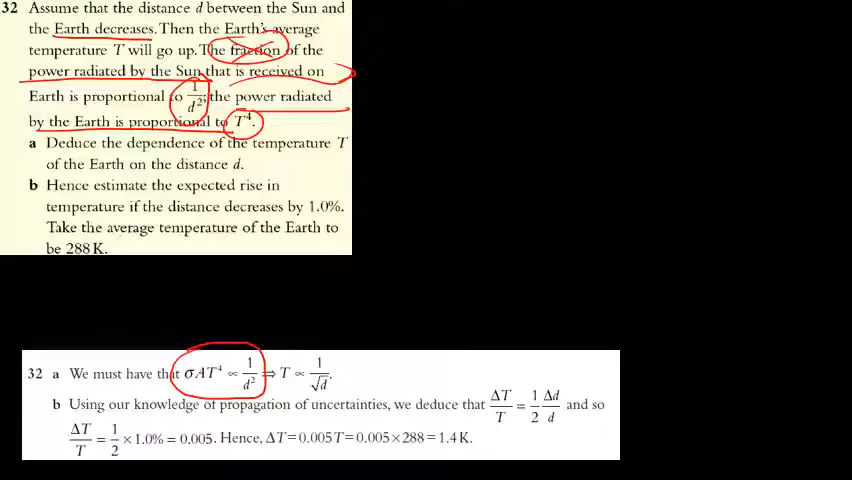 32 Assume that the distance d between the Sun and
the Earth decreases. Then the Earth's average
temperature T will go up. The fraction of the
power radiated by the Sun that is received on
Earth is proportional to 1/d²; the power radiated
by the Earth is proportional to T⁴.
a Deduce the dependence of the temperature T
of the Earth on the distance d.
b Hence estimate the expected rise in
temperature if the distance decreases by 1.0%.
Take the average temperature of the Earth to
be 288 K.
32 a We must have that σAT⁴ ∝ 1/d² ⇒ T ∝ 1/√d.
b Using our knowledge of propagation of uncertainties, we deduce that ΔT/T = 1/2 Δd/d and so
ΔT/T = 1/2 × 1.0% = 0.005. Hence, ΔT = 0.005T = 0.005 × 288 = 1.4 K.